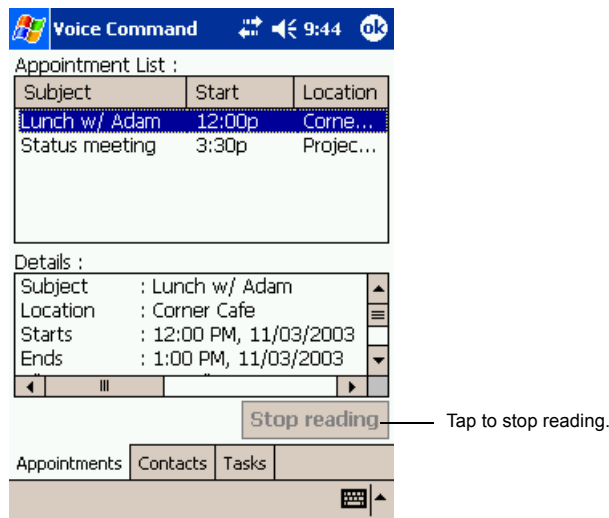 Voice Command 9:44 ok
Appointment List :
Subject Start Location
Lunch w/ Adam 12:00p Corne...
Status meeting 3:30p Projec...
Details :
Subject : Lunch w/ Adam
Location : Corner Cafe
Starts : 12:00 PM, 11/03/2003
Ends : 1:00 PM, 11/03/2003
Stop reading
Tap to stop reading.
Appointments Contacts Tasks